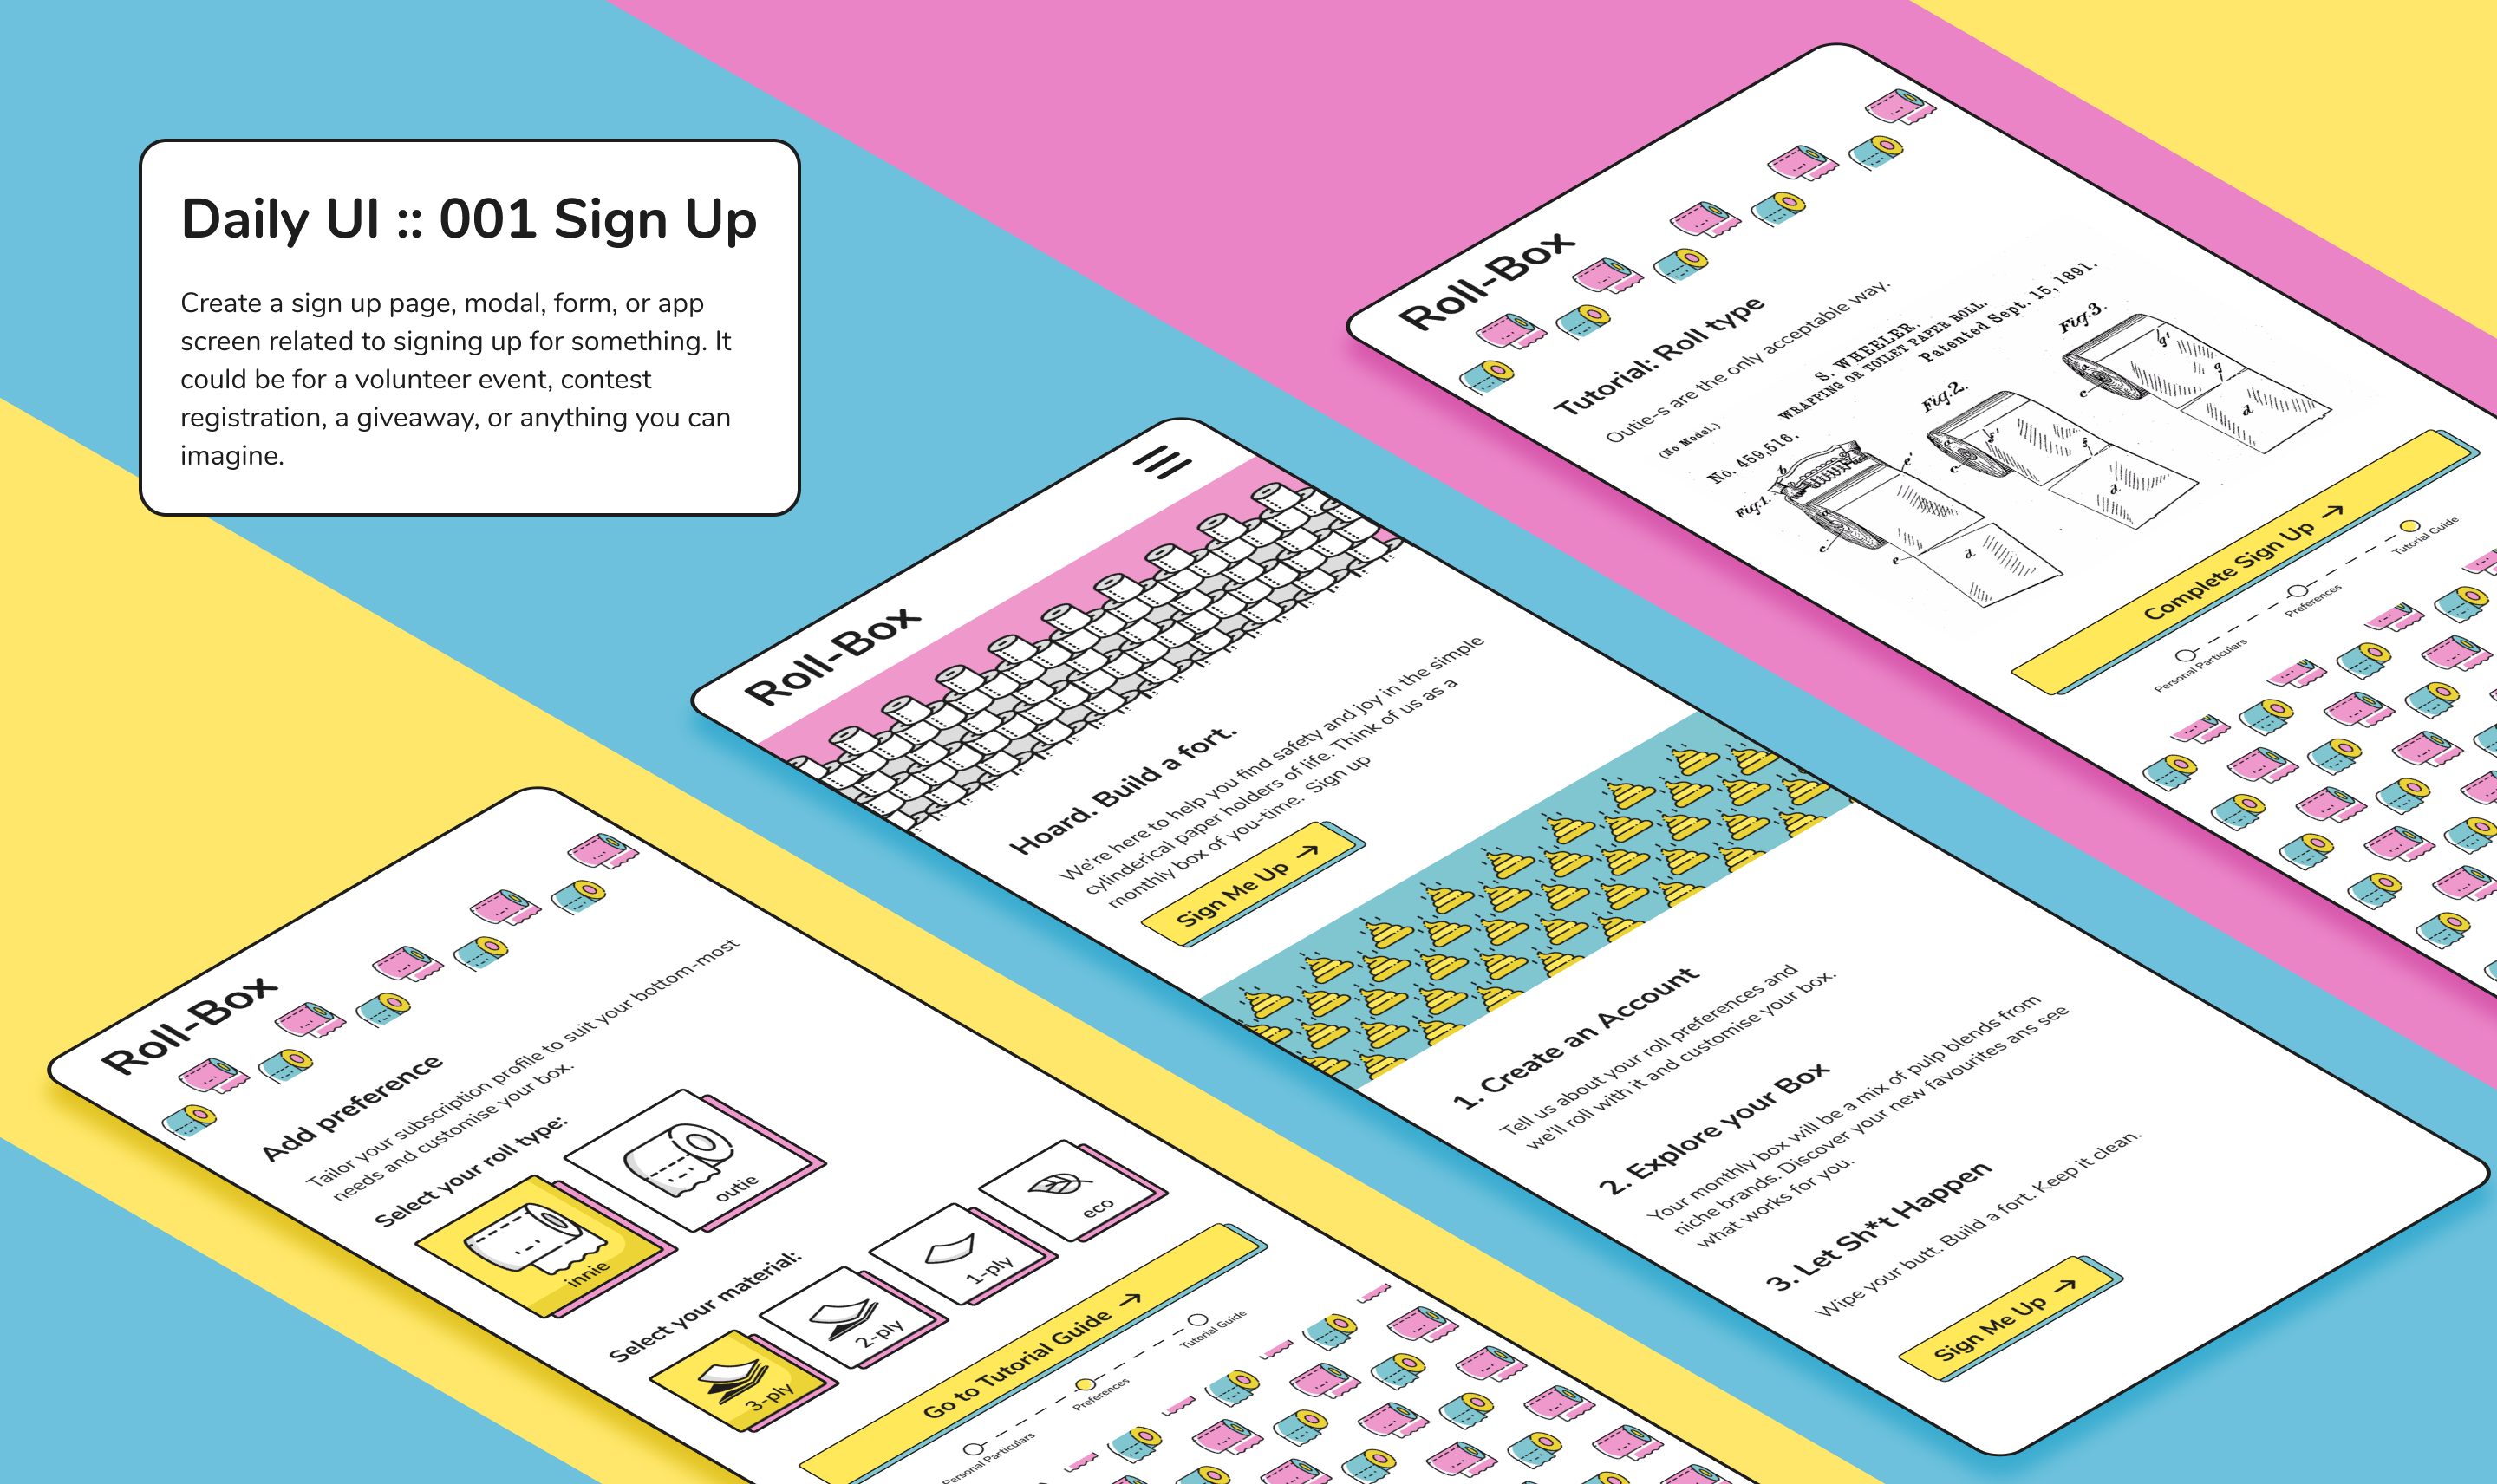 Daily UI :: 001 Sign Up
Create a sign up page, modal, form, or app
screen related to signing up for something. It
could be for a volunteer event, contest
registration, a giveaway, or anything you can
imagine.
Roll-Box
Add preference
Tailor your subscription profile to suit your bottom-most
needs and customise your box.
Select your roll type:
innie
outie
Select your material:
3-ply
2-ply
1-ply
eco
Go to Tutorial Guide →
Personal Particulars
Preferences
Tutorial Guide
Roll-Box
Hoard. Build a fort.
We're here to help you find safety and joy in the simple
cylinderical paper holders of life. Think of us as a
monthly box of you-time. Sign up
Sign Me Up →
1. Create an Account
Tell us about your roll preferences and
we'll roll with it and customise your box.
2. Explore your Box
Your monthly box will be a mix of pulp blends from
niche brands. Discover your new favourites ans see
what works for you.
3. Let Sh*t Happen
Wipe your butt. Build a fort. Keep it clean.
Sign Me Up →
Roll-Box
Tutorial: Roll type
Outie-s are the only acceptable way.
(No Model.)
S. WHEELER.
WRAPPING OR TOILET PAPER ROLL.
No. 459,516.
Patented Sept. 15, 1891.
Fig.1.
b
e'
a
c
e
d
Fig.2.
a
f'
f
c
d
Fig.3.
a
g'
g
c
d
Complete Sign Up →
Personal Particulars
Preferences
Tutorial Guide